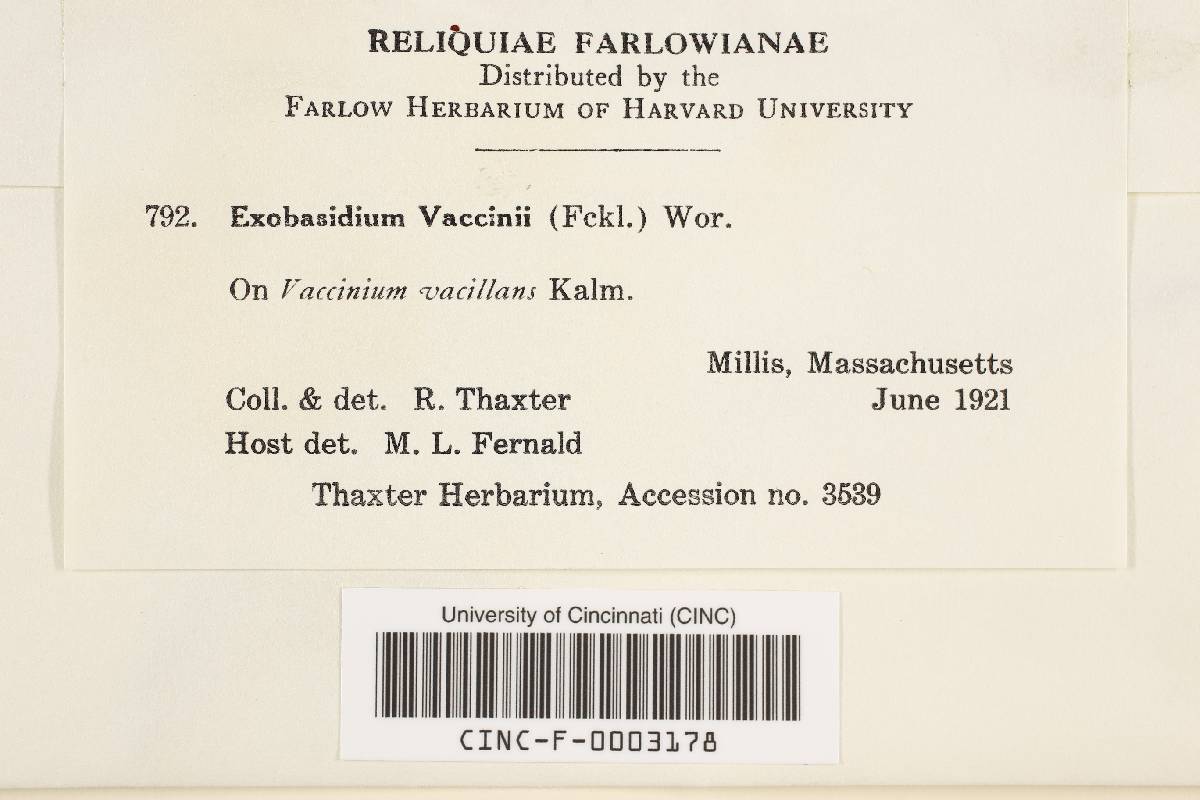 RELIQUIAE FARLOWIANAE
Distributed by the
FARLOW HERBARIUM OF HARVARD UNIVERSITY
792. Exobasidium Vaccinii (Fckl.) Wor.
On Vaccinium vacillans Kalm.
Millis, Massachusetts
Coll. & det. R. Thaxter June 1921
Host det. M. L. Fernald
Thaxter Herbarium, Accession no. 3539
University of Cincinnati (CINC)
CINC-F-0003178